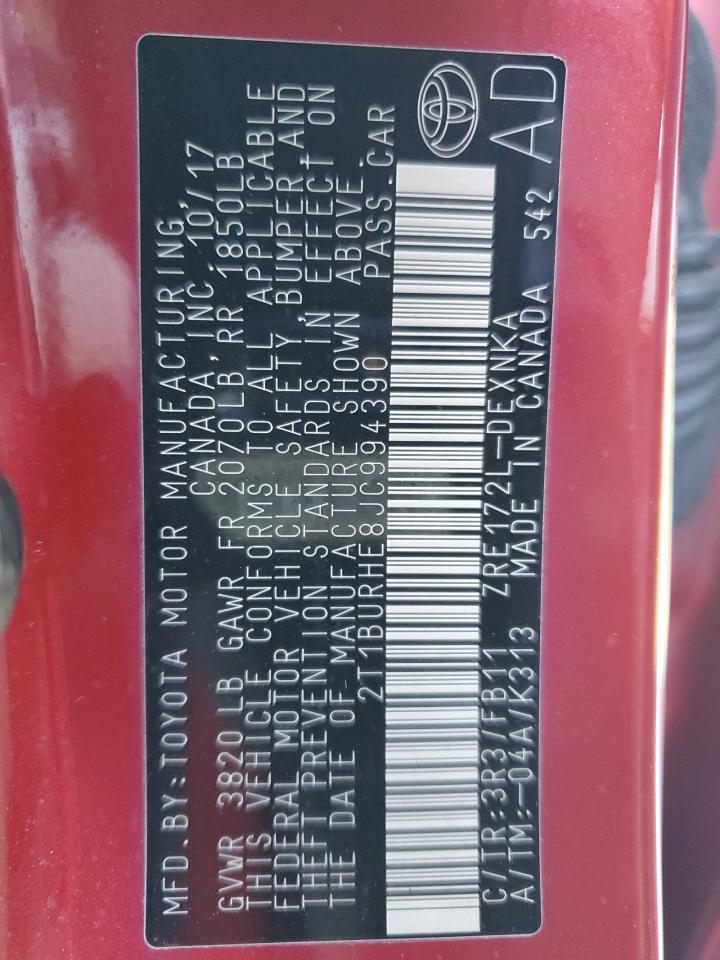 MFD.BY:TOYOTA MOTOR MANUFACTURING
CANADA, INC 10/17
GVWR 3820 LB GAWR FR 2070 LB RR 1850LB
THIS VEHICLE CONFORMS TO ALL APPLICABLE
FEDERAL MOTOR VEHICLE SAFETY, BUMPER AND
THEFT PREVENTION STANDARDS IN EFFECT ON
THE DATE OF MANUFACTURE SHOWN ABOVE.
2T1BURHE8JC994390 PASS.CAR
C/TR:3R3/FB11 ZRE172L-DEXNKA
A/TM:-04A/K313 MADE IN CANADA 542
AD